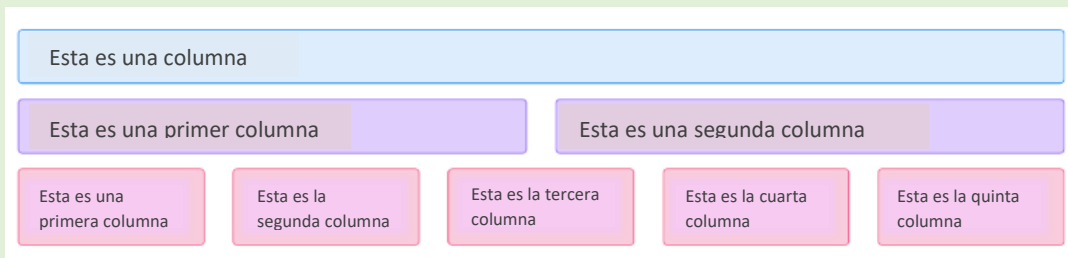 Esta es una columna
Esta es una primer columna
Esta es una segunda columna
Esta es una
primera columna
Esta es la
segunda columna
Esta es la tercera
columna
Esta es la cuarta
columna
Esta es la quinta
columna